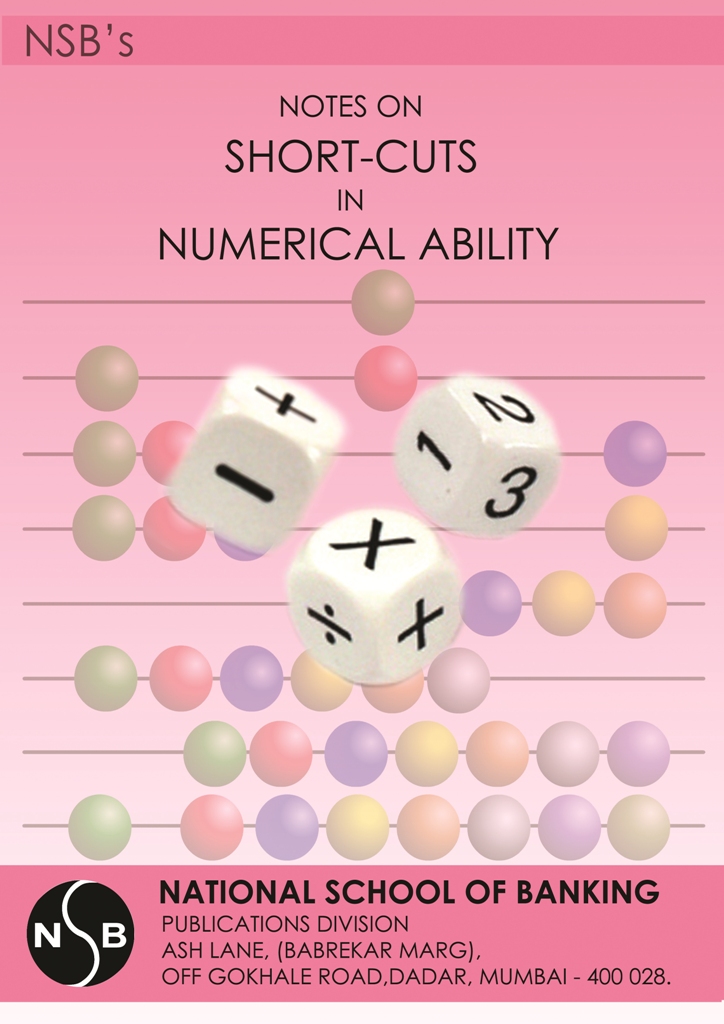 NSB's
NOTES ON
SHORT-CUTS
IN
NUMERICAL ABILITY
+
−
1
2
3
×
÷
×
NSB
NATIONAL SCHOOL OF BANKING
PUBLICATIONS DIVISION
ASH LANE, (BABREKAR MARG),
OFF GOKHALE ROAD,DADAR, MUMBAI - 400 028.